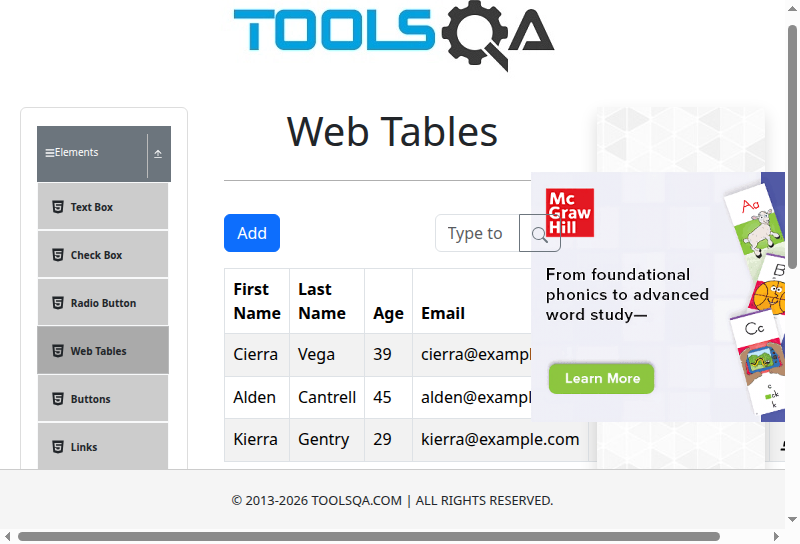 TOOLSQA
Web Tables
Elements
Text Box
Check Box
Radio Button
Web Tables
Buttons
Links
Add
Type to
First Name
Last Name
Age
Email
Cierra Vega 39 cierra@exampl
Alden Cantrell 45 alden@exampl
Kierra Gentry 29 kierra@example.com
Mc
Graw
Hill
From foundational
phonics to advanced
word study—
Learn More
Aa
B
Cc
© 2013-2026 TOOLSQA.COM | ALL RIGHTS RESERVED.